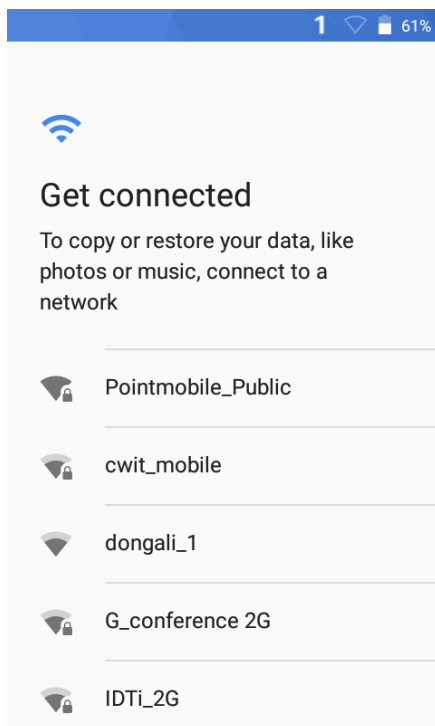 1 61%
Get connected
To copy or restore your data, like
photos or music, connect to a
network
Pointmobile_Public
cwit_mobile
dongali_1
G_conference 2G
IDTi_2G